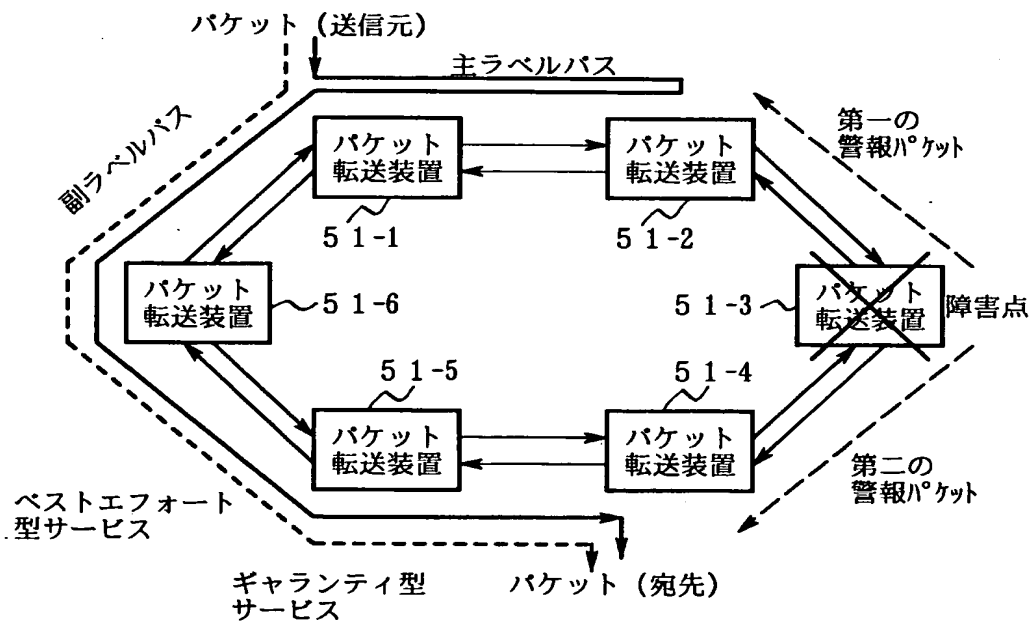 パケット (送信元)
主ラベルパス
副ラベルパス
第一の
警報パケット
パケット
転送装置
51-1
パケット
転送装置
51-2
パケット
転送装置
51-6
51-3
パケット
転送装置
障害点
51-5
パケット
転送装置
51-4
パケット
転送装置
第二の
警報パケット
ベストエフォート
型サービス
ギャランティ型
サービス
パケット (宛先)